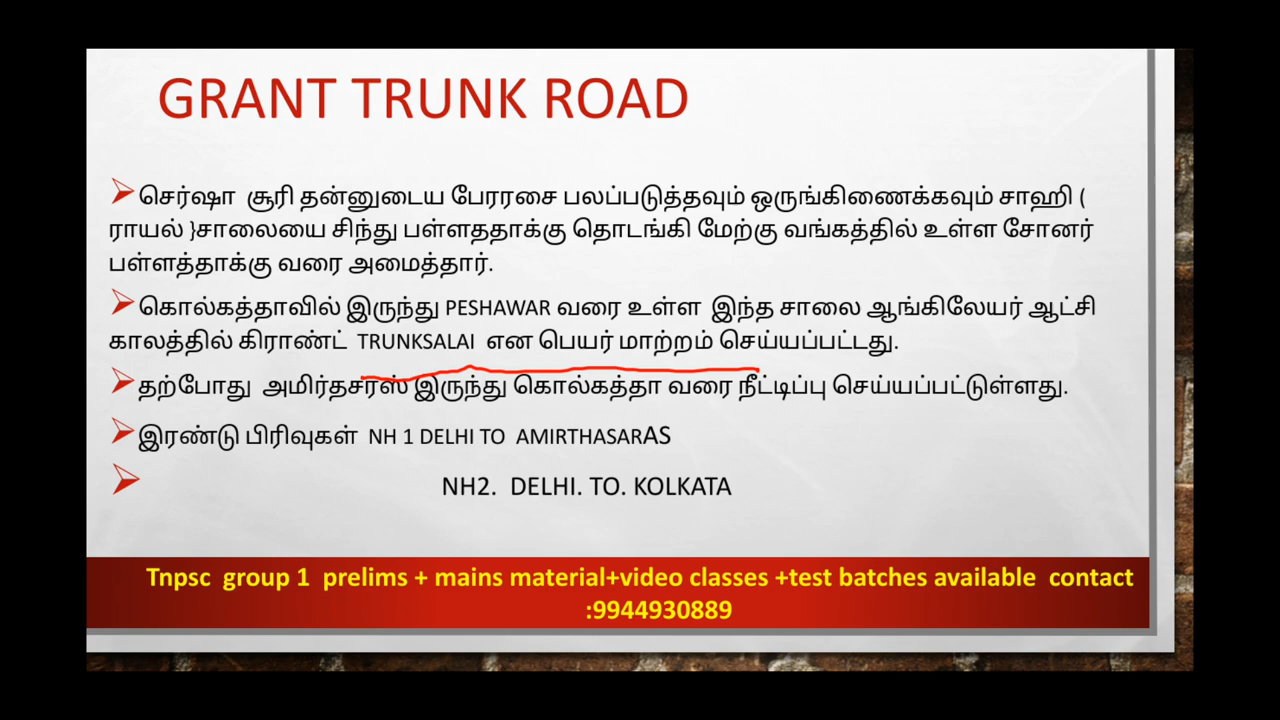 GRANT TRUNK ROAD
செர்ஷா சூரி தன்னுடைய பேரரசை பலப்படுத்தவும் ஒருங்கிணைக்கவும் சாஹி (
ராயல் }சாலையை சிந்து பள்ளததாக்கு தொடங்கி மேற்கு வங்கத்தில் உள்ள சோனர்
பள்ளத்தாக்கு வரை அமைத்தார்.
கொல்கத்தாவில் இருந்து PESHAWAR வரை உள்ள இந்த சாலை ஆங்கிலேயர் ஆட்சி
காலத்தில் கிராண்ட் TRUNKSALAI என பெயர் மாற்றம் செய்யப்பட்டது.
தற்போது அமிர்தசரஸ் இருந்து கொல்கத்தா வரை நீட்டிப்பு செய்யப்பட்டுள்ளது.
இரண்டு பிரிவுகள் NH 1 DELHI TO AMIRTHASARAS
NH2. DELHI. TO. KOLKATA
Tnpsc group 1 prelims + mains material+video classes +test batches available contact
:9944930889